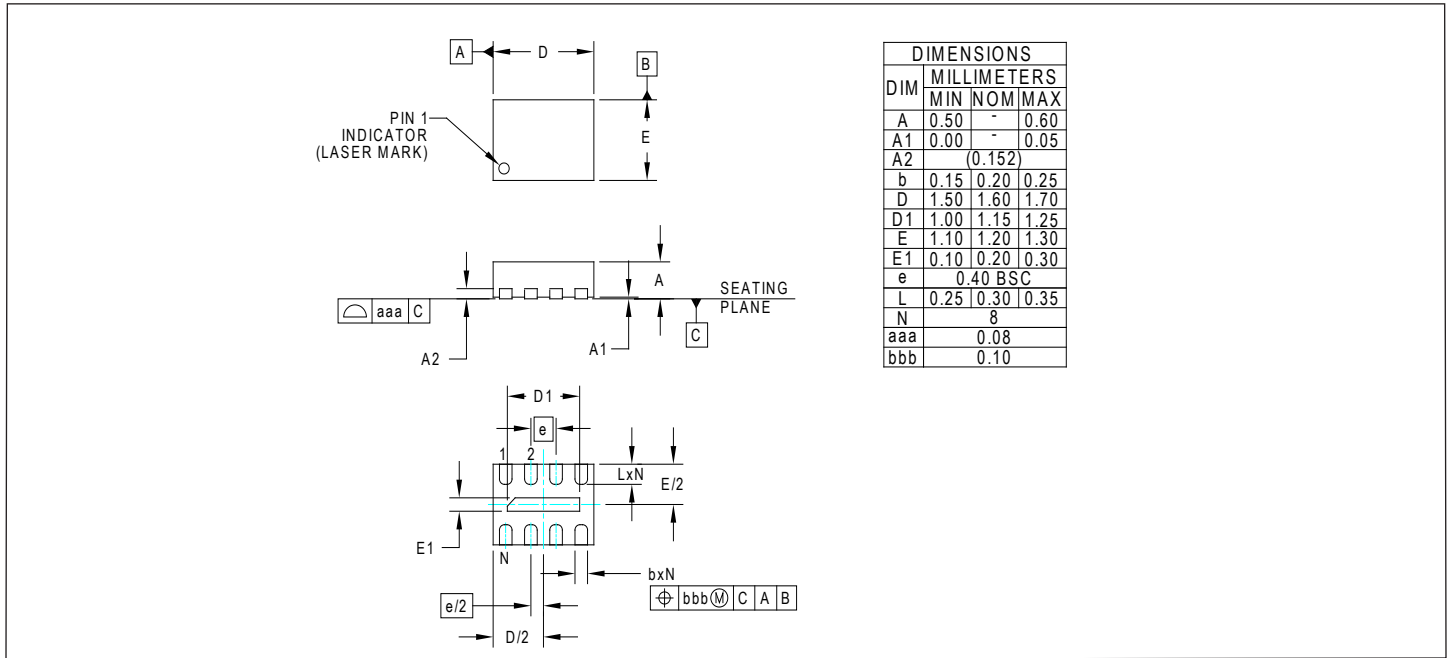 A
D
B
PIN 1
INDICATOR
(LASER MARK)
E
A
SEATING
PLANE
aaa C
C
A2
A1
D1
e
1 2
LxN
E/2
E1
N
bxN
bbb Ⓜ C A B
e/2
D/2
DIMENSIONS
DIM MILLIMETERS
MIN NOM MAX
A 0.50 - 0.60
A1 0.00 - 0.05
A2 (0.152)
b 0.15 0.20 0.25
D 1.50 1.60 1.70
D1 1.00 1.15 1.25
E 1.10 1.20 1.30
E1 0.10 0.20 0.30
e 0.40 BSC
L 0.25 0.30 0.35
N 8
aaa 0.08
bbb 0.10